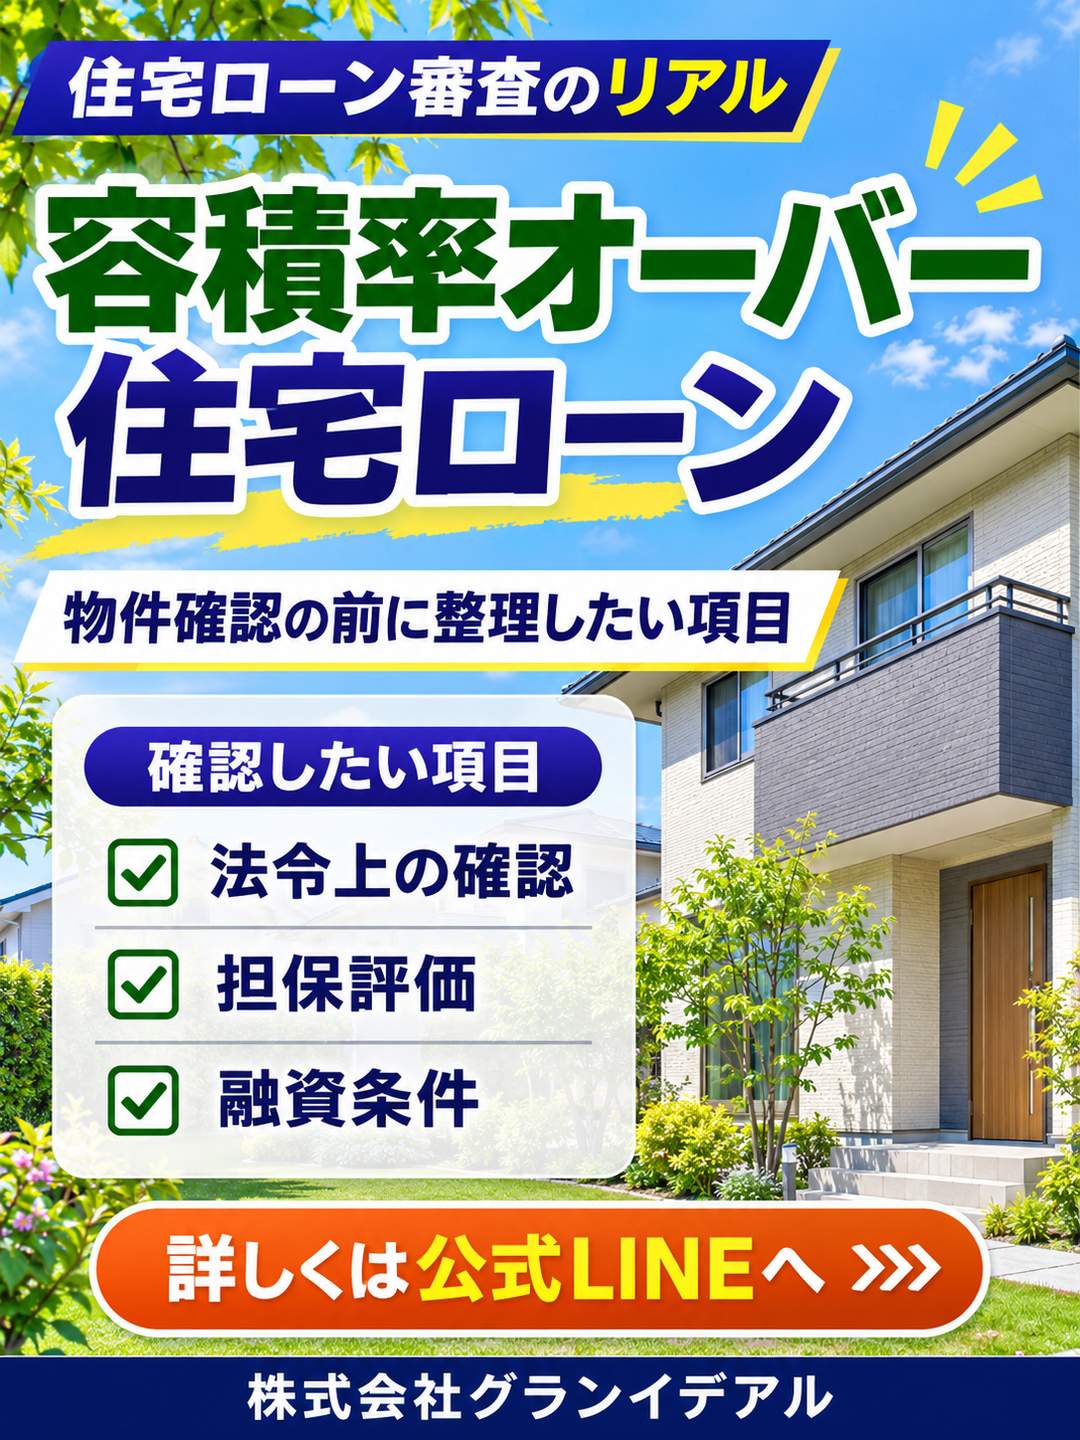 住宅ローン審査のリアル
容積率オーバー
住宅ローン
物件確認の前に整理したい項目
確認したい項目
法令上の確認
担保評価
融資条件
詳しくは公式LINEへ
株式会社グランイデアル